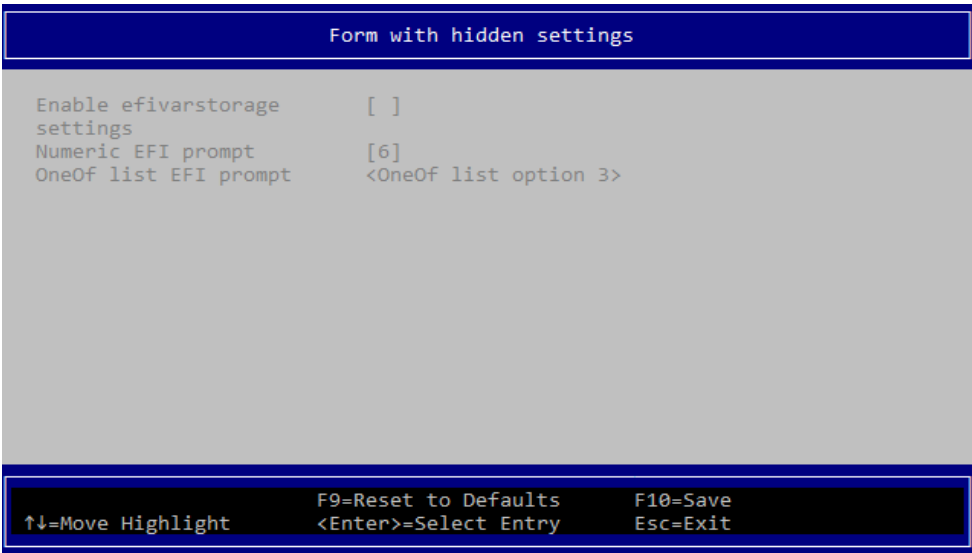 Form with hidden settings
Enable efivarstorage [ ]
settings
Numeric EFI prompt [6]
OneOf list EFI prompt <OneOf list option 3>
F9=Reset to Defaults F10=Save
↑↓=Move Highlight <Enter>=Select Entry Esc=Exit